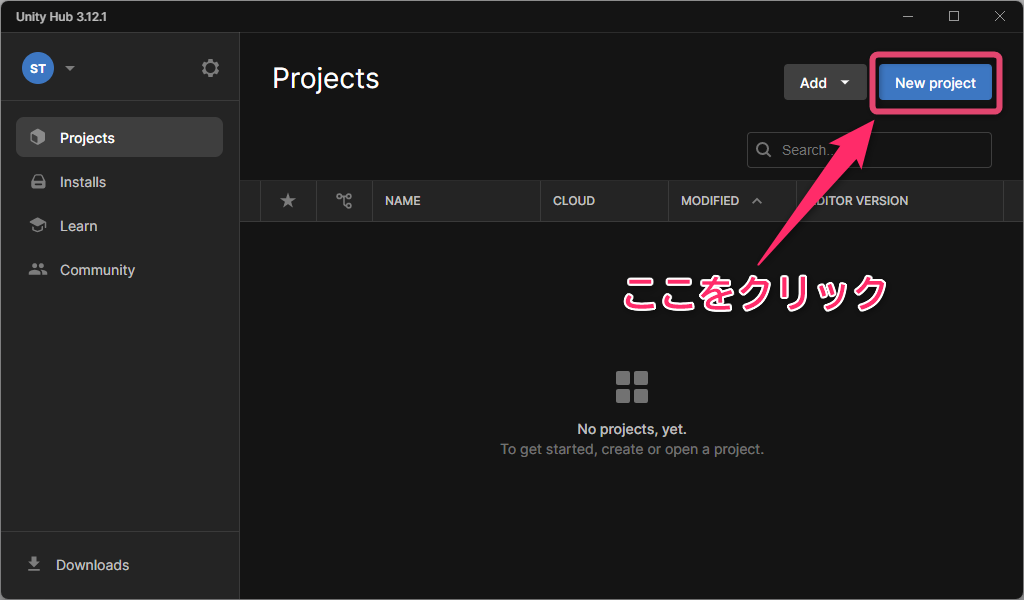 Unity Hub 3.12.1
ST
Projects
Installs
Learn
Community
Downloads
Projects
Add
New project
Search...
NAME
CLOUD
MODIFIED
EDITOR VERSION
ここをクリック
No projects, yet.
To get started, create or open a project.